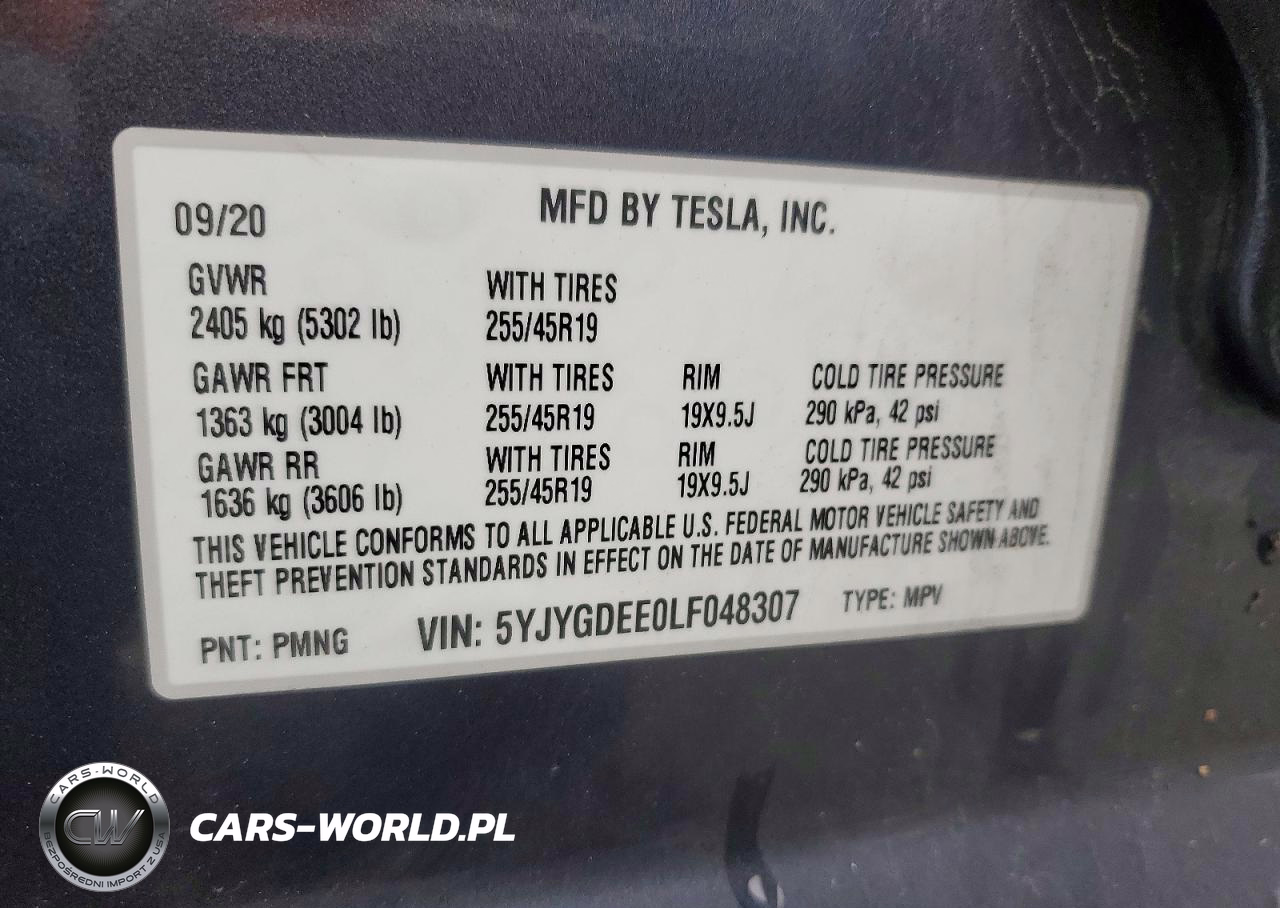 09/20 MFD BY TESLA, INC.
GVWR WITH TIRES
2405 kg (5302 lb) 255/45R19
GAWR FRT WITH TIRES RIM COLD TIRE PRESSURE
1363 kg (3004 lb) 255/45R19 19X9.5J 290 kPa, 42 psi
GAWR RR WITH TIRES RIM COLD TIRE PRESSURE
1636 kg (3606 lb) 255/45R19 19X9.5J 290 kPa, 42 psi
THIS VEHICLE CONFORMS TO ALL APPLICABLE U.S. FEDERAL MOTOR VEHICLE SAFETY AND
THEFT PREVENTION STANDARDS IN EFFECT ON THE DATE OF MANUFACTURE SHOWN ABOVE.
PNT: PMNG VIN: 5YJYGDEE0LF048307 TYPE: MPV
CARS-WORLD
CW
BEZPOŚREDNI IMPORT Z USA
CARS-WORLD.PL